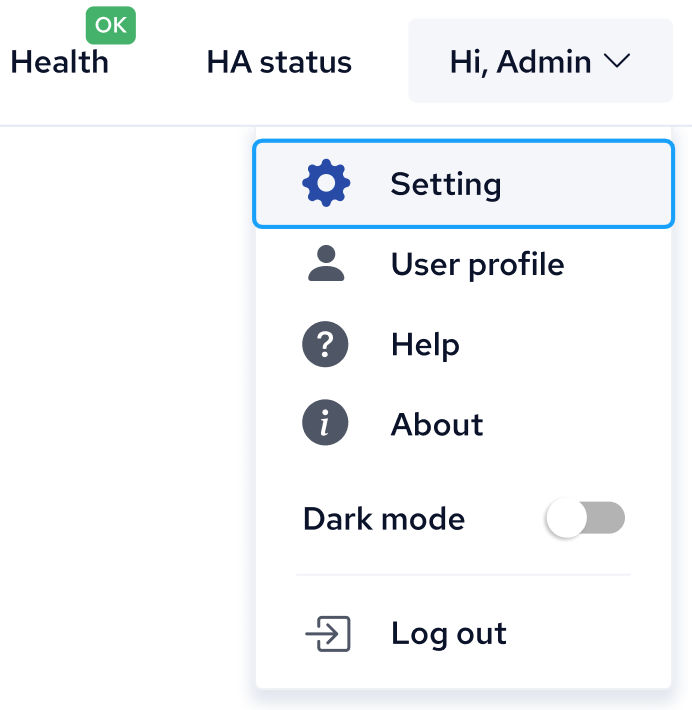 OK
Health
HA status
Hi, Admin
Setting
User profile
?
Help
i
About
Dark mode
Log out